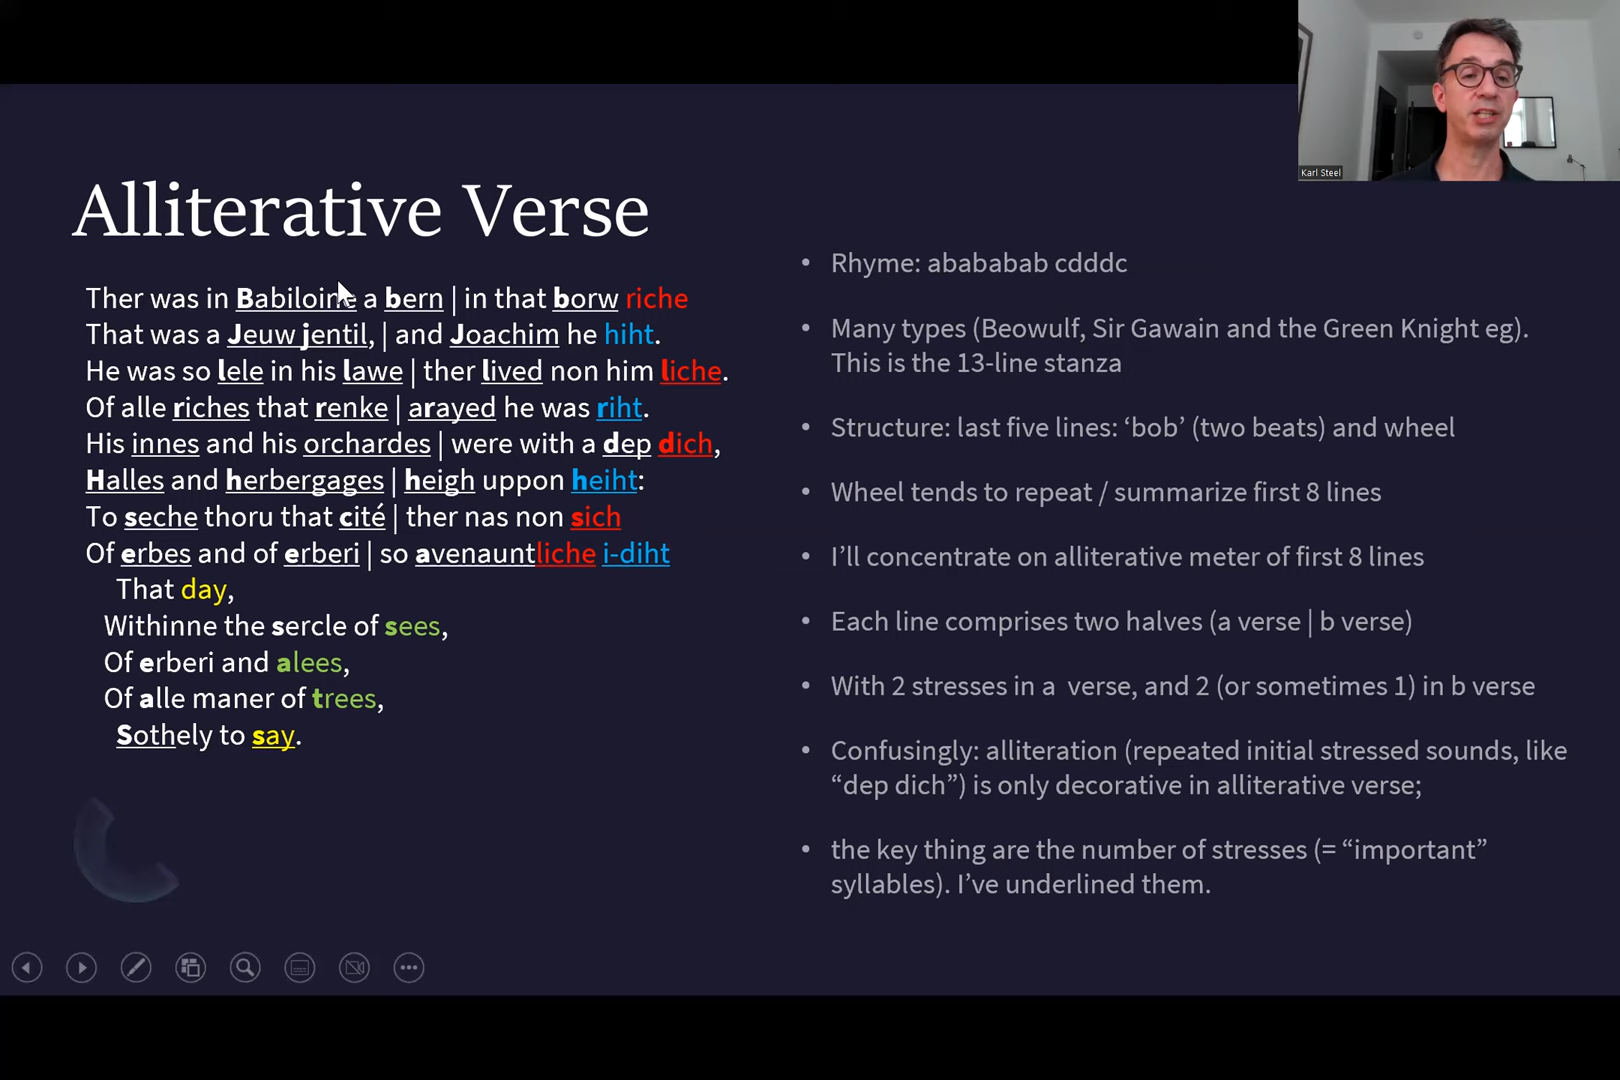 Karl Steel
Alliterative Verse
Ther was in Babiloine a bern | in that borw riche
That was a Jeuw jentil, | and Joachim he hiht.
He was so lele in his lawe | ther lived non him liche.
Of alle riches that renke | arayed he was riht.
His innes and his orchardes | were with a dep dich,
Halles and herbergages | heigh uppon heiht:
To seche thoru that cité | ther nas non sich
Of erbes and of erberi | so avenauntliche i-diht
That day,
Withinne the sercle of sees,
Of erberi and alees,
Of alle maner of trees,
Sothely to say.
• Rhyme: abababab cdddc
• Many types (Beowulf, Sir Gawain and the Green Knight eg).
This is the 13-line stanza
• Structure: last five lines: ‘bob’ (two beats) and wheel
• Wheel tends to repeat / summarize first 8 lines
• I’ll concentrate on alliterative meter of first 8 lines
• Each line comprises two halves (a verse | b verse)
• With 2 stresses in a verse, and 2 (or sometimes 1) in b verse
• Confusingly: alliteration (repeated initial stressed sounds, like
“dep dich”) is only decorative in alliterative verse;
• the key thing are the number of stresses (= “important”
syllables). I’ve underlined them.